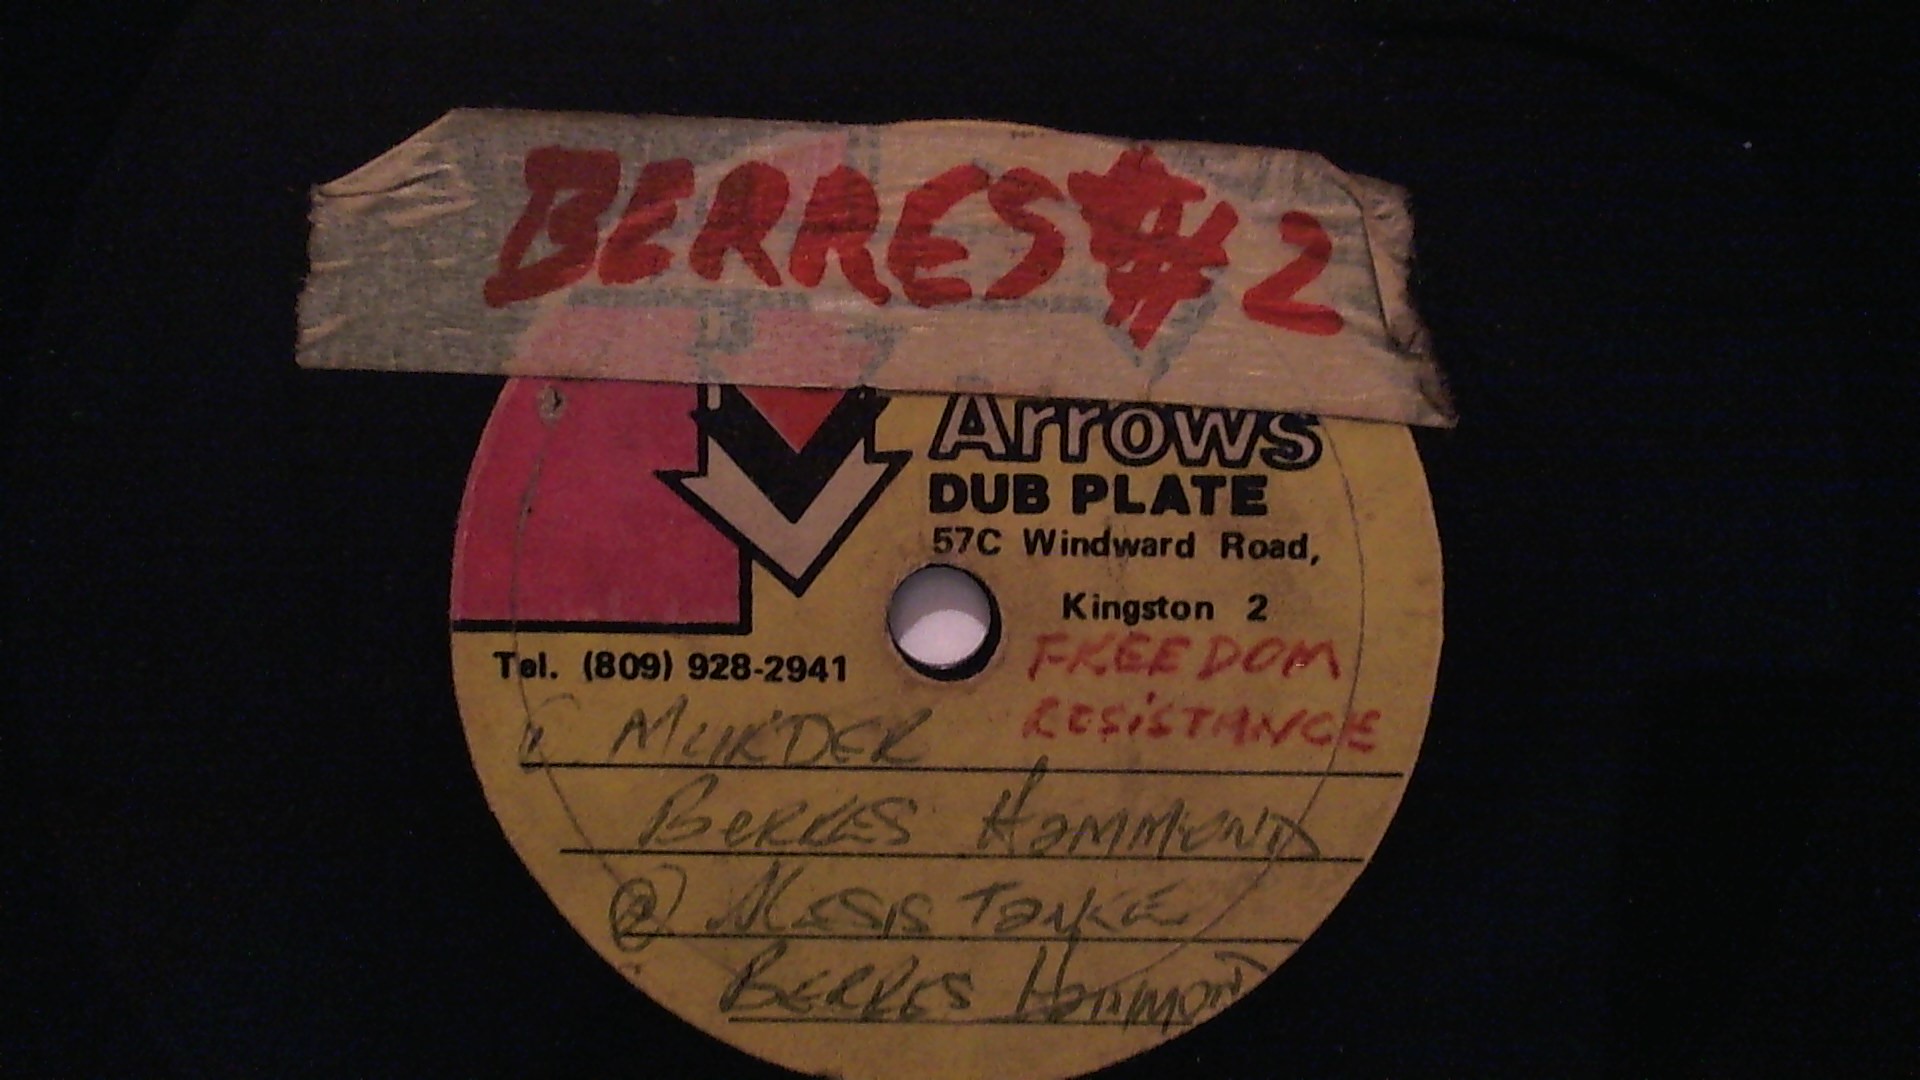 BERRES # 2
Arrows
DUB PLATE
57C Windward Road,
Kingston 2
Tel. (809) 928-2941
FREEDOM
RESISTANCE
MURDER
BERRES HAMMOND
② RESISTANCE
BERRES HAMMOND